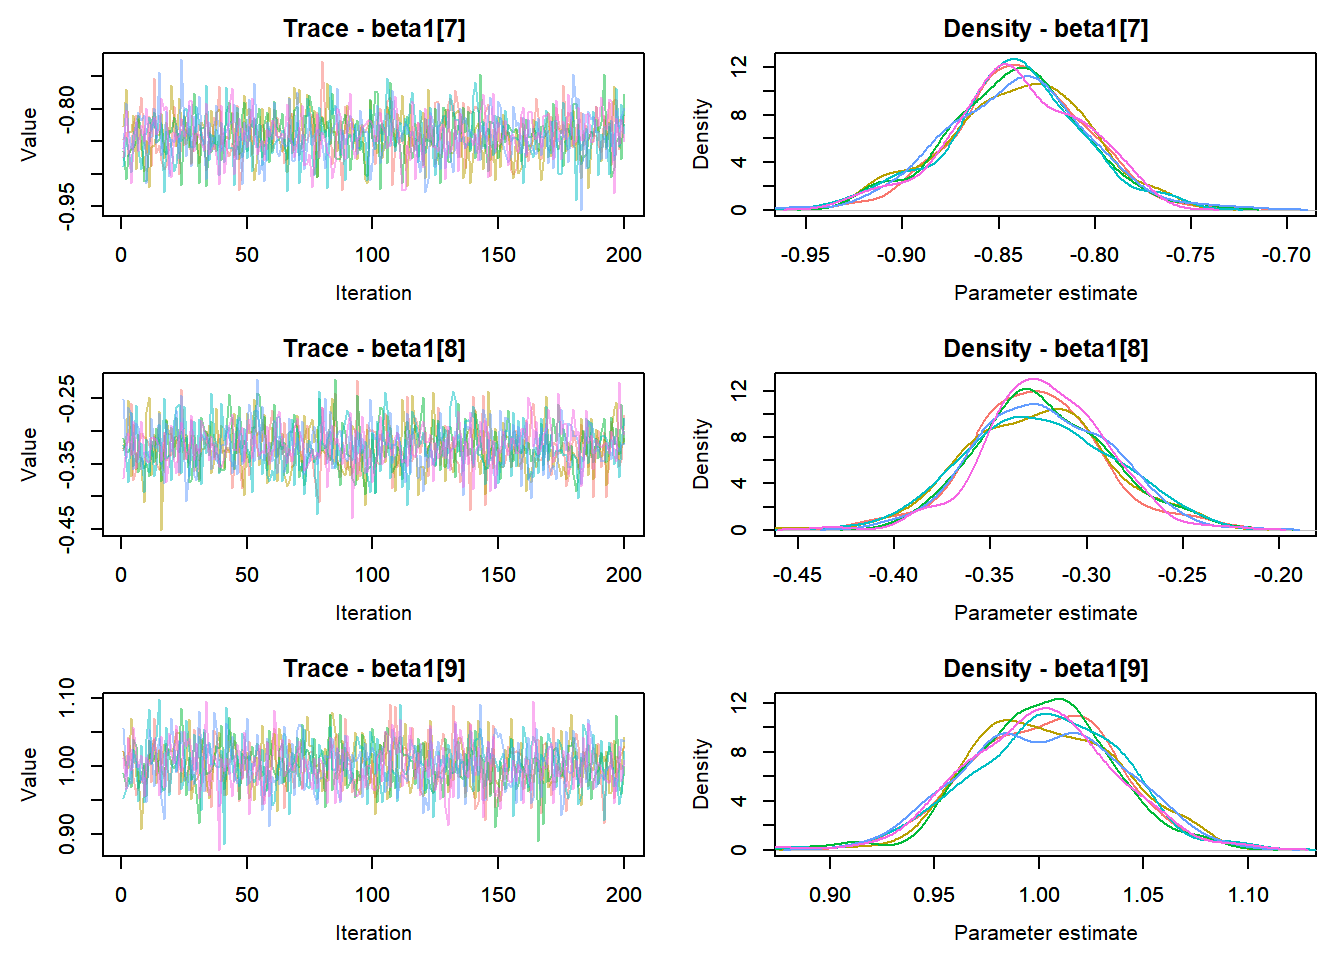 Trace - beta1[7]
Value
-0.80
-0.95
0 50 100 150 200
Iteration
Density - beta1[7]
Density
12
8
4
0
-0.95 -0.90 -0.85 -0.80 -0.75 -0.70
Parameter estimate
Trace - beta1[8]
Value
-0.25
-0.35
-0.45
0 50 100 150 200
Iteration
Density - beta1[8]
Density
12
8
4
0
-0.45 -0.40 -0.35 -0.30 -0.25 -0.20
Parameter estimate
Trace - beta1[9]
Value
1.10
1.00
0.90
0 50 100 150 200
Iteration
Density - beta1[9]
Density
12
8
4
0
0.90 0.95 1.00 1.05 1.10
Parameter estimate